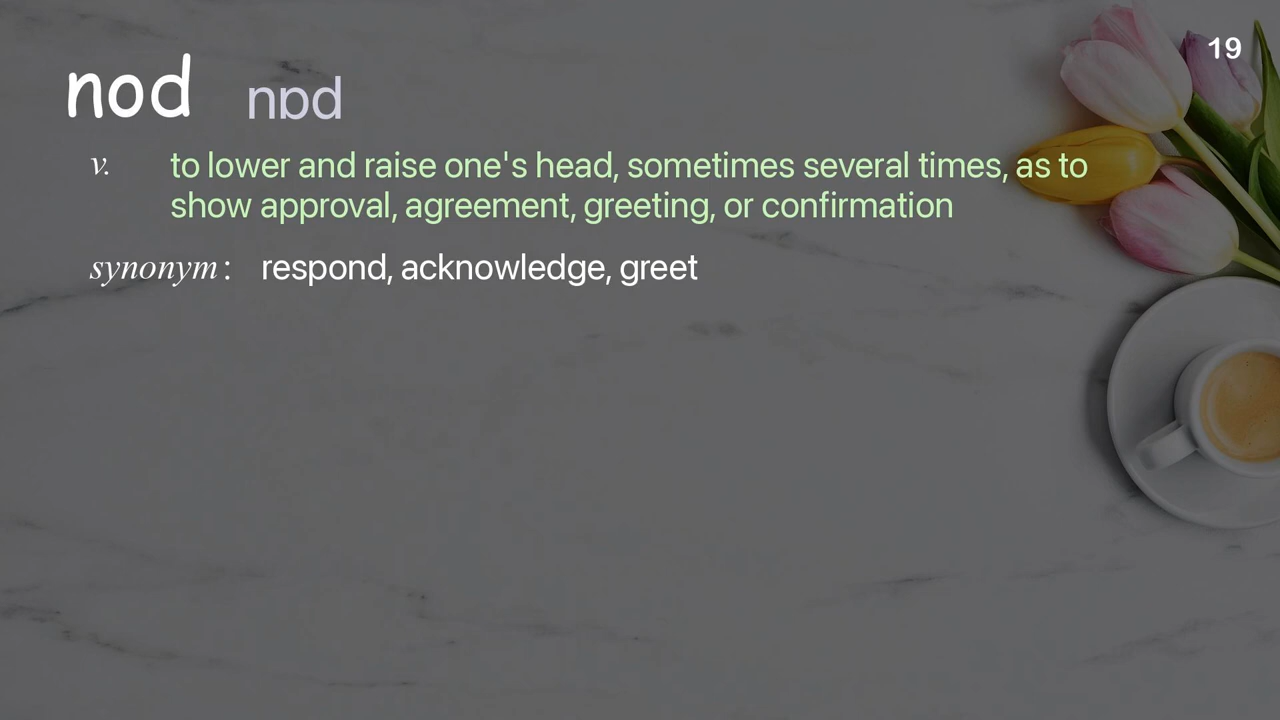 19
nod nɒd
v. to lower and raise one's head, sometimes several times, as to
show approval, agreement, greeting, or confirmation
synonym : respond, acknowledge, greet